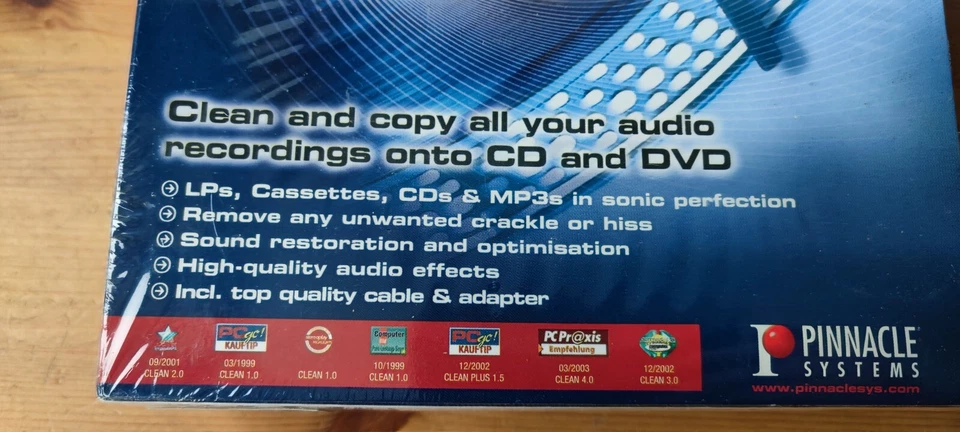 Clean and copy all your audio
recordings onto CD and DVD
LPs, Cassettes, CDs & MP3s in sonic perfection
Remove any unwanted crackle or hiss
Sound restoration and optimisation
High-quality audio effects
Incl. top quality cable & adapter
09/2001
CLEAN 2.0
PC go!
KAUFTIP
03/1999
CLEAN 1.0
CLEAN 1.0
Computer
10/1999
CLEAN 1.0
PC go!
KAUFTIP
12/2002
CLEAN PLUS 1.5
PC Pr@xis
Empfehlung
03/2003
CLEAN 4.0
12/2002
CLEAN 3.0
PINNACLE
SYSTEMS
www.pinnaclesys.com